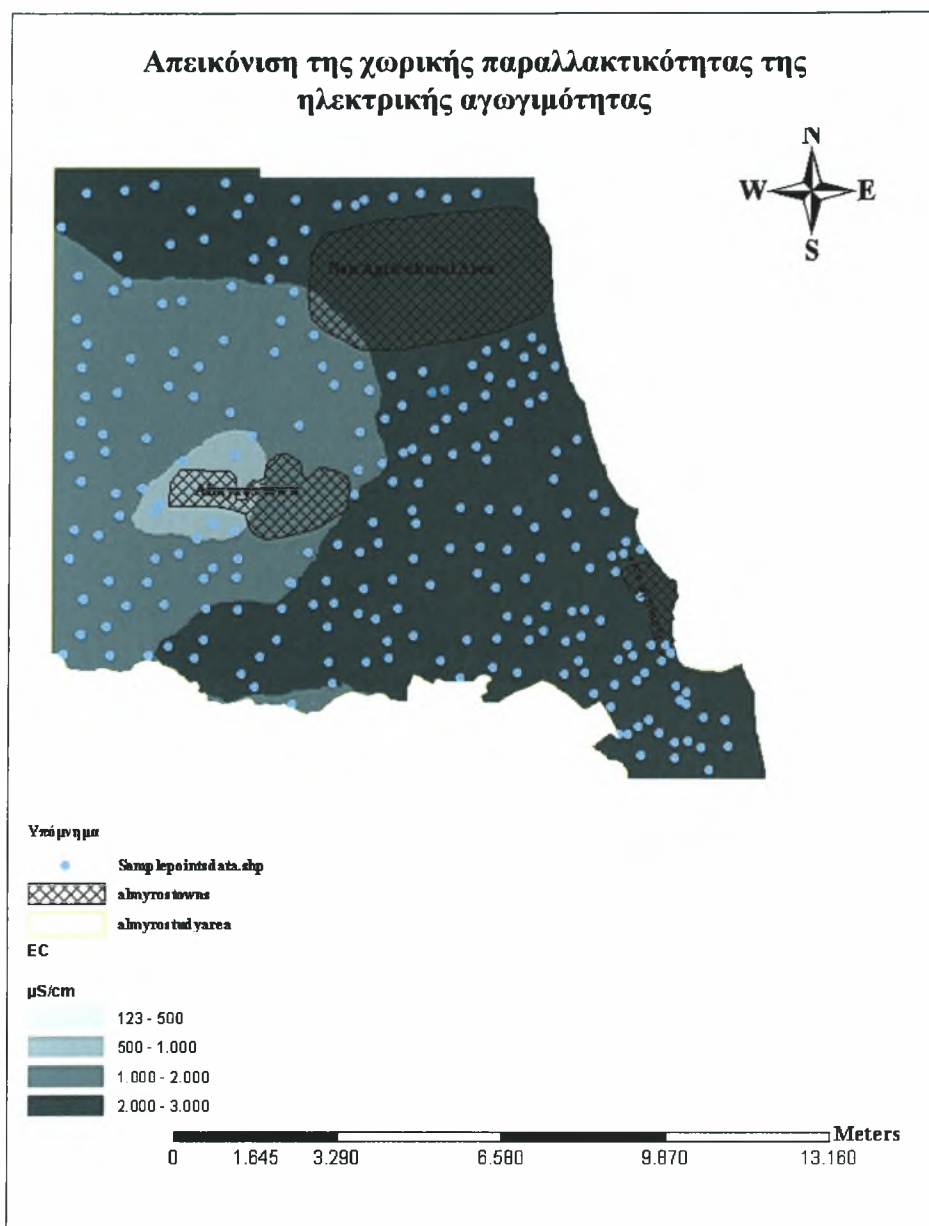 Απεικόνιση της χωρικής παραλλακτικότητας της
ηλεκτρικής αγωγιμότητας
N
W E
S
Υπόμνημα
Samplepointsdata.shp
almyrostowns
almyrostudyarea
EC
µS/cm
123 - 500
500 - 1.000
1.000 - 2.000
2.000 - 3.000
Meters
0 1.645 3.290 6.580 9.870 13.160